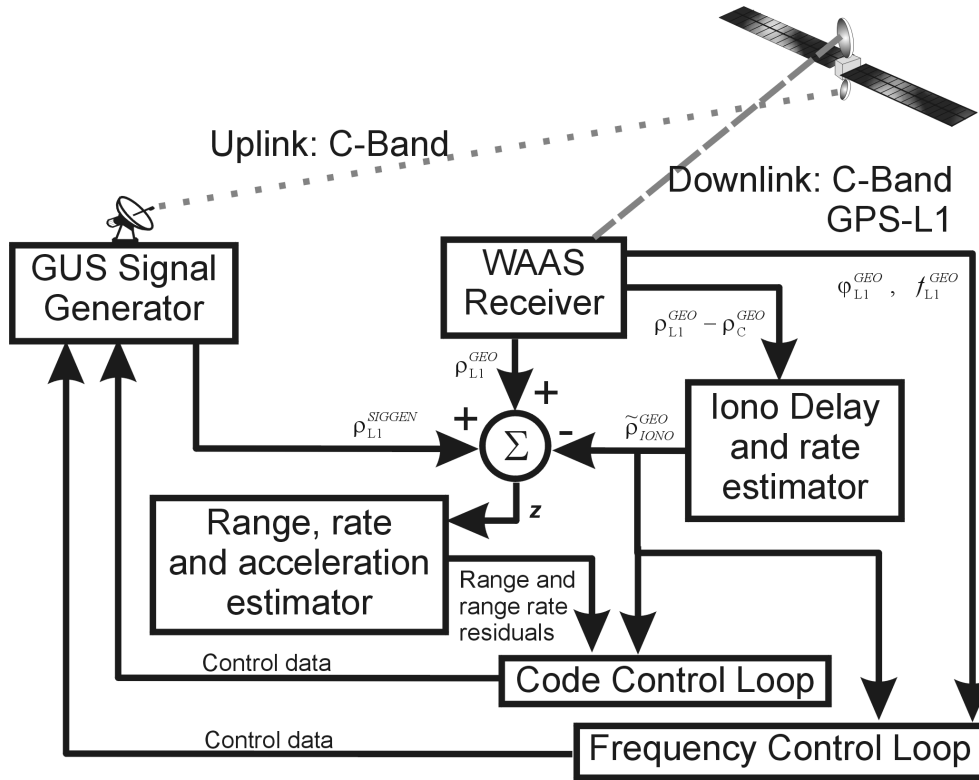 Uplink: C-Band
Downlink: C-Band
GPS-L1
GUS Signal
Generator
WAAS
Receiver
φ_L1^GEO , f_L1^GEO
ρ_L1^GEO − ρ_C^GEO
ρ_L1^GEO
+
+
-
ρ_L1^SIGGEN
Σ
ρ̃_IONO^GEO
Iono Delay
and rate
estimator
z
Range, rate
and acceleration
estimator
Range and
range rate
residuals
Control data
Code Control Loop
Control data
Frequency Control Loop